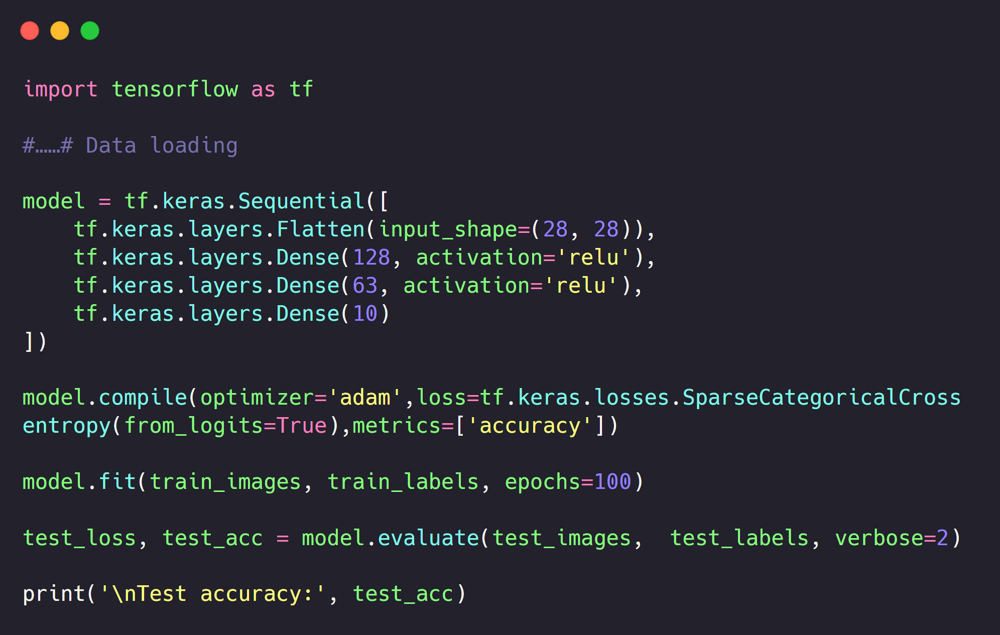 import tensorflow as tf
#……# Data loading
model = tf.keras.Sequential([
    tf.keras.layers.Flatten(input_shape=(28, 28)),
    tf.keras.layers.Dense(128, activation='relu'),
    tf.keras.layers.Dense(63, activation='relu'),
    tf.keras.layers.Dense(10)
])
model.compile(optimizer='adam',loss=tf.keras.losses.SparseCategoricalCross
entropy(from_logits=True),metrics=['accuracy'])
model.fit(train_images, train_labels, epochs=100)
test_loss, test_acc = model.evaluate(test_images,  test_labels, verbose=2)
print('\nTest accuracy:', test_acc)